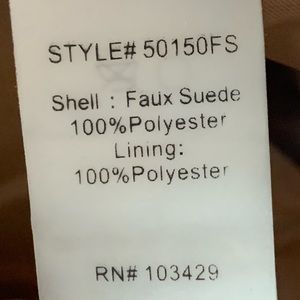 STYLE# 50150FS
Shell : Faux Suede
100%Polyester
Lining:
100%Polyester
RN# 103429